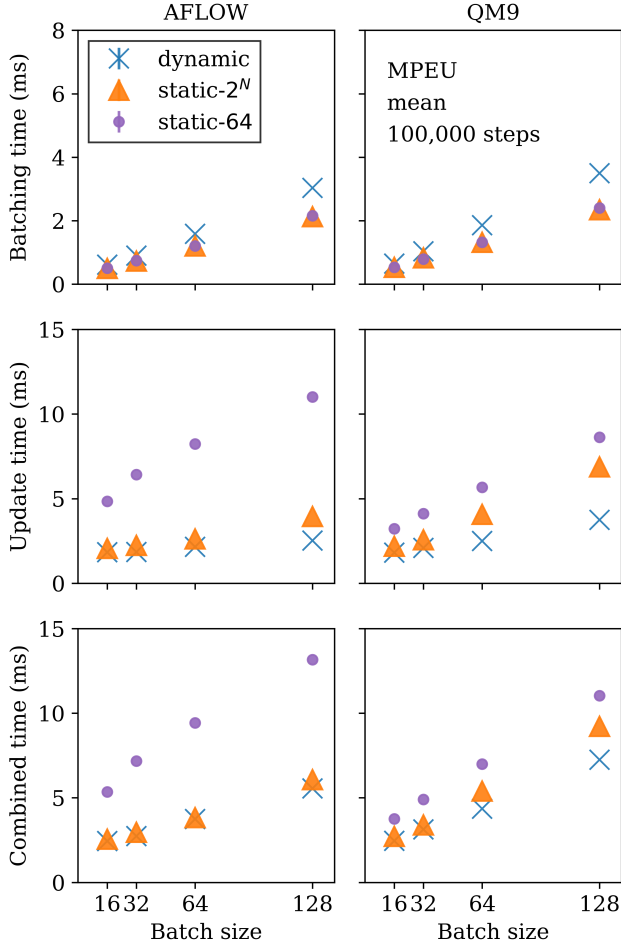 AFLOW
QM9
Batching time (ms)
8
6
4
2
0
dynamic
static-2^N
static-64
MPEU
mean
100,000 steps
Update time (ms)
15
10
5
0
Combined time (ms)
15
10
5
0
16 32 64 128
16 32 64 128
Batch size
Batch size